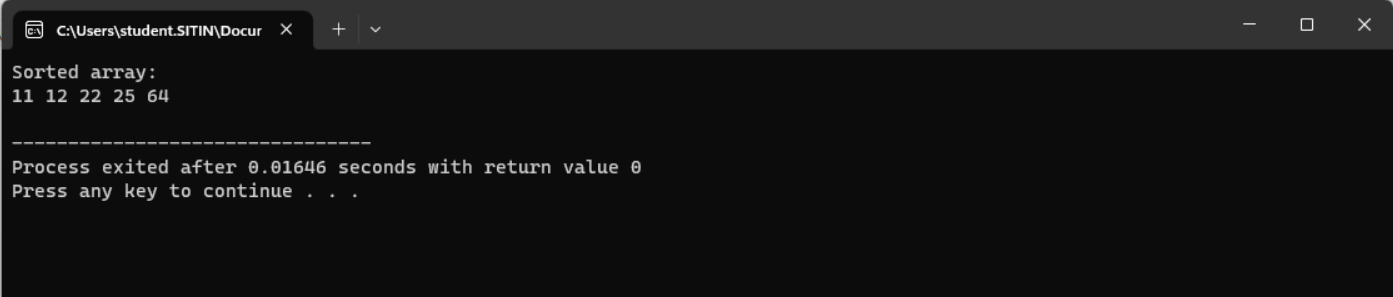 C:\Users\student.SITIN\Docur
Sorted array:
11 12 22 25 64
--------------------------------
Process exited after 0.01646 seconds with return value 0
Press any key to continue . . .